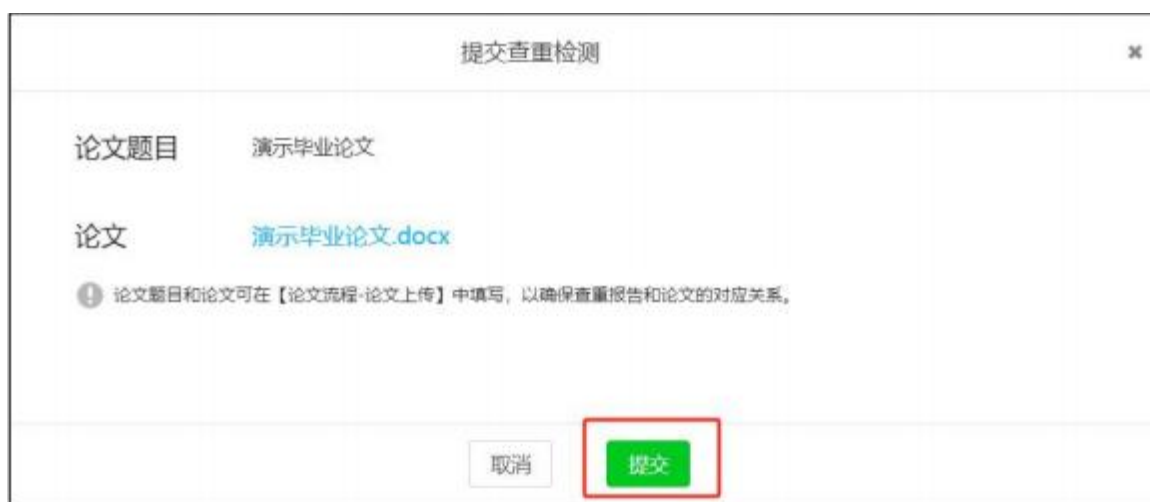 提交查重检测
论文题目 演示毕业论文
论文 演示毕业论文.docx
论文题目和论文可在【论文流程-论文上传】中填写，以确保查重报告和论文的对应关系。
取消 提交